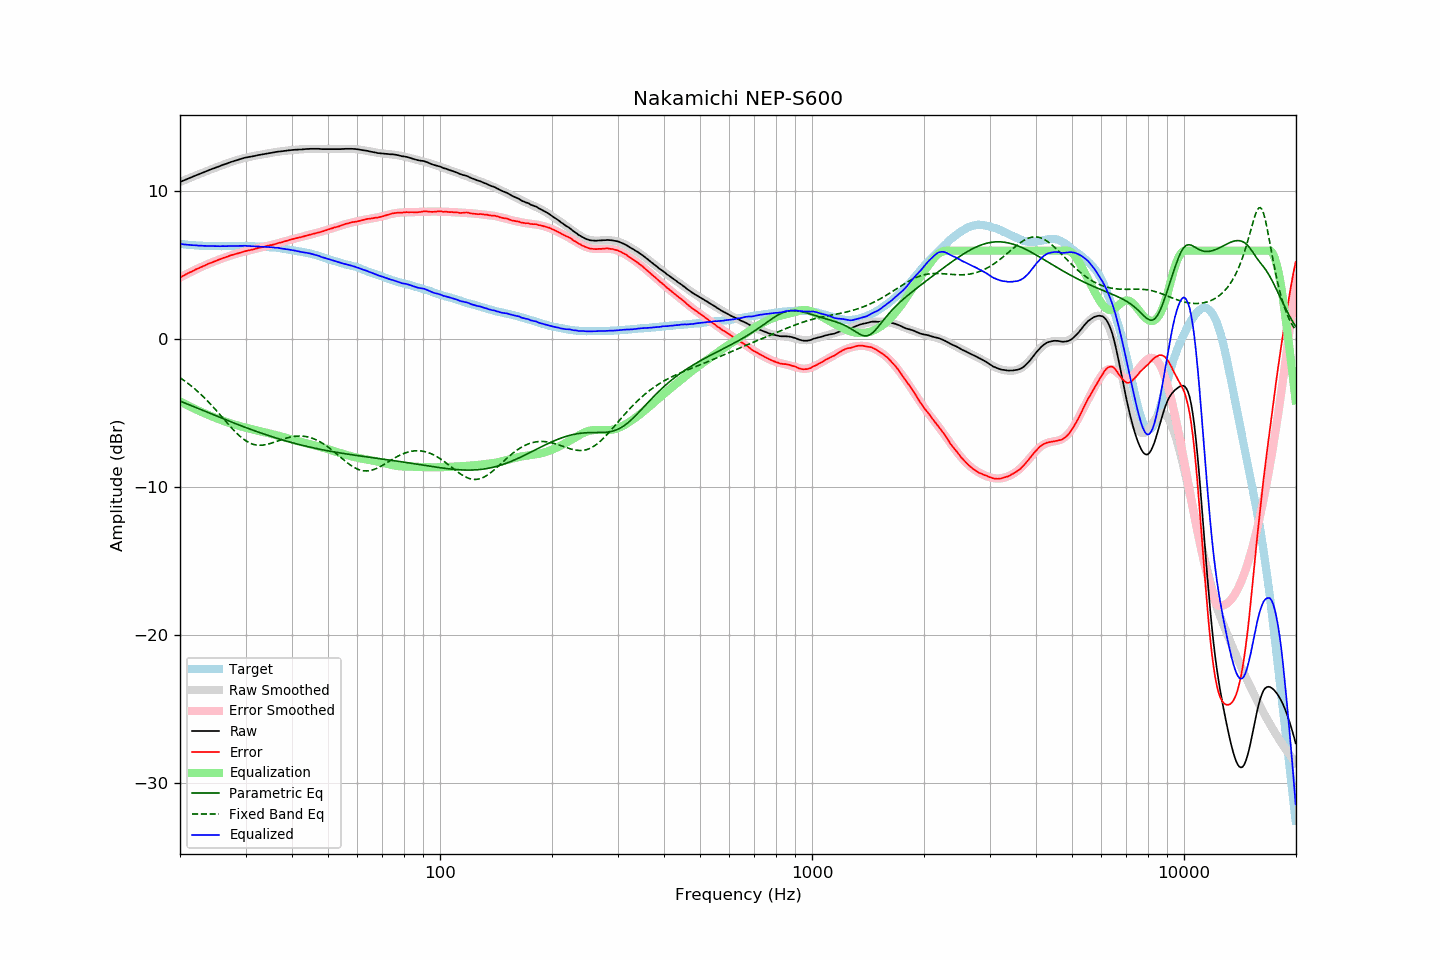 Nakamichi NEP-S600
Amplitude (dBr)
10
0
−10
−20
−30
Target
Raw Smoothed
Error Smoothed
Raw
Error
Equalization
Parametric Eq
Fixed Band Eq
Equalized
100 1000 10000
Frequency (Hz)